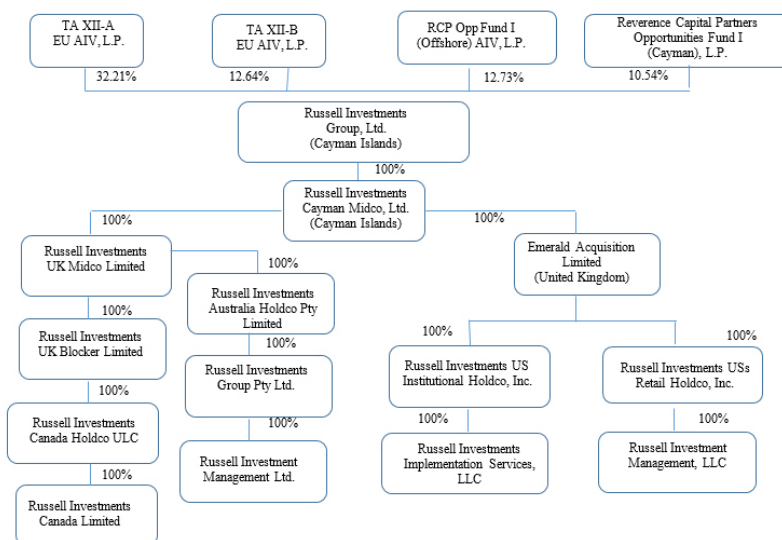 TA XII-A
EU AIV, L.P.
TA XII-B
EU AIV, L.P.
RCP Opp Fund I
(Offshore) AIV, L.P.
Reverence Capital Partners
Opportunities Fund I
(Cayman), L.P.
32.21%
12.64%
12.73%
10.54%
Russell Investments
Group, Ltd.
(Cayman Islands)
100%
Russell Investments
Cayman Midco, Ltd.
(Cayman Islands)
100%
100%
Russell Investments
UK Midco Limited
Emerald Acquisition
Limited
(United Kingdom)
100%
Russell Investments
Australia Holdco Pty
Limited
100%
Russell Investments
UK Blocker Limited
100%
100%
100%
Russell Investments
Group Pty Ltd.
Russell Investments US
Institutional Holdco, Inc.
Russell Investments USs
Retail Holdco, Inc.
100%
Russell Investments
Canada Holdco ULC
100%
100%
100%
Russell Investment
Management Ltd.
Russell Investments
Implementation Services,
LLC
Russell Investment
Management, LLC
100%
Russell Investments
Canada Limited